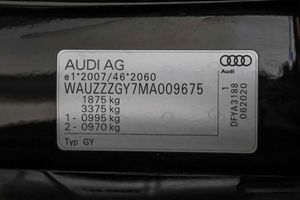 AUDI AG
e1*2007/46*2060
WAUZZZGY7MA009675
1875 kg
3375 kg
1- 0995 kg
2- 0970 kg
Typ GY
Audi
1
DFYA3188
062020